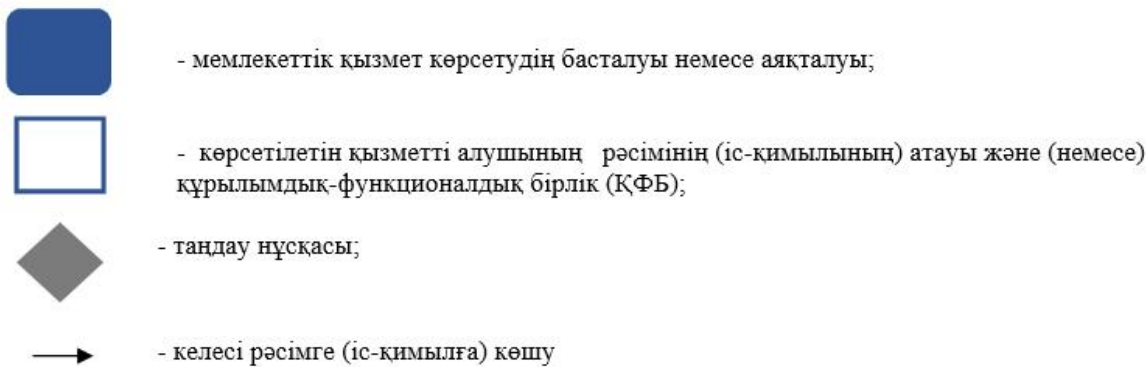 - мемлекеттік қызмет көрсетудің басталуы немесе аяқталуы;
- көрсетілетін қызметті алушының рәсімінің (іс-қимылының) атауы және (немесе)
құрылымдық-функционалдық бірлік (ҚФБ);
- таңдау нұсқасы;
- келесі рәсімге (іс-қимылға) көшу